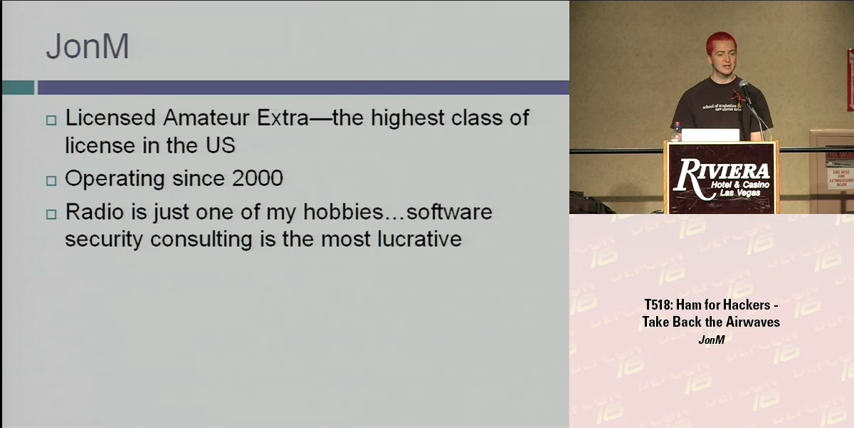 JonM
Licensed Amateur Extra—the highest class of
license in the US
Operating since 2000
Radio is just one of my hobbies…software
security consulting is the most lucrative
RIVIERA
Hotel & Casino
Las Vegas
T518: Ham for Hackers -
Take Back the Airwaves
JonM
DEFCON
16